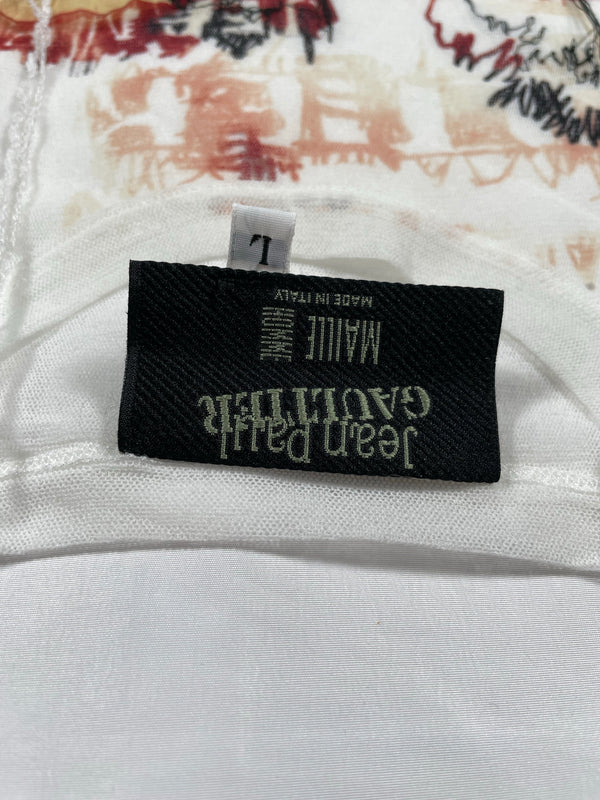 Jean Paul
GAULTIER
MAILLE
HOMME
MADE IN ITALY
L